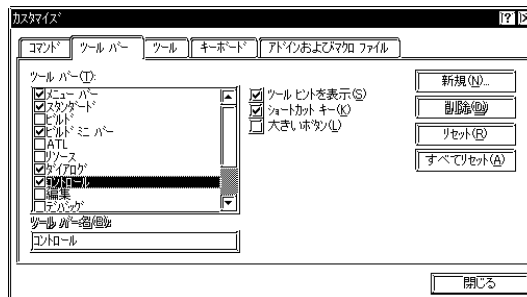 カスタマイズ
コマンド ツール バー ツール キーボード アドインおよびマクロ ファイル
ツール バー(T):
メニュー バー
スタンダード
ビルド
ビルド ミニ バー
ATL
リソース
ダイアログ
コントロール
編集
デバッグ
ツール ヒントを表示(S)
ショートカット キー(K)
大きいボタン(L)
新規(N)...
削除(D)
リセット(R)
すべてリセット(A)
ツール バー名(B):
コントロール
閉じる